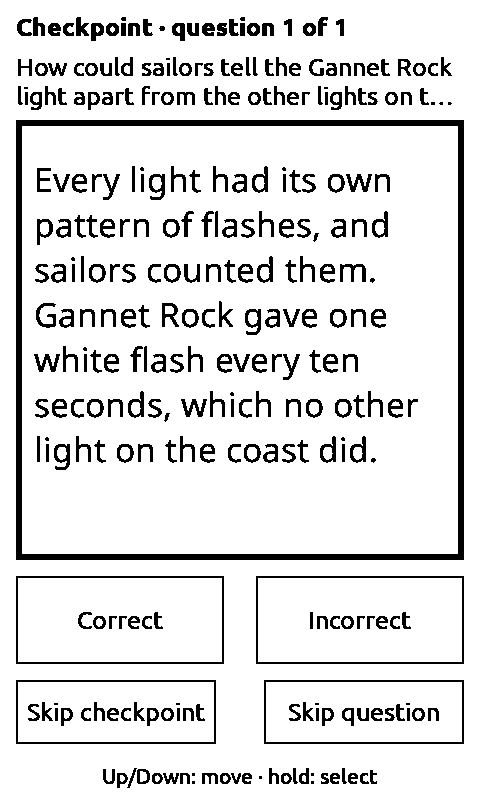 Checkpoint · question 1 of 1
How could sailors tell the Gannet Rock
light apart from the other lights on t…
Every light had its own
pattern of flashes, and
sailors counted them.
Gannet Rock gave one
white flash every ten
seconds, which no other
light on the coast did.
Correct
Incorrect
Skip checkpoint
Skip question
Up/Down: move · hold: select